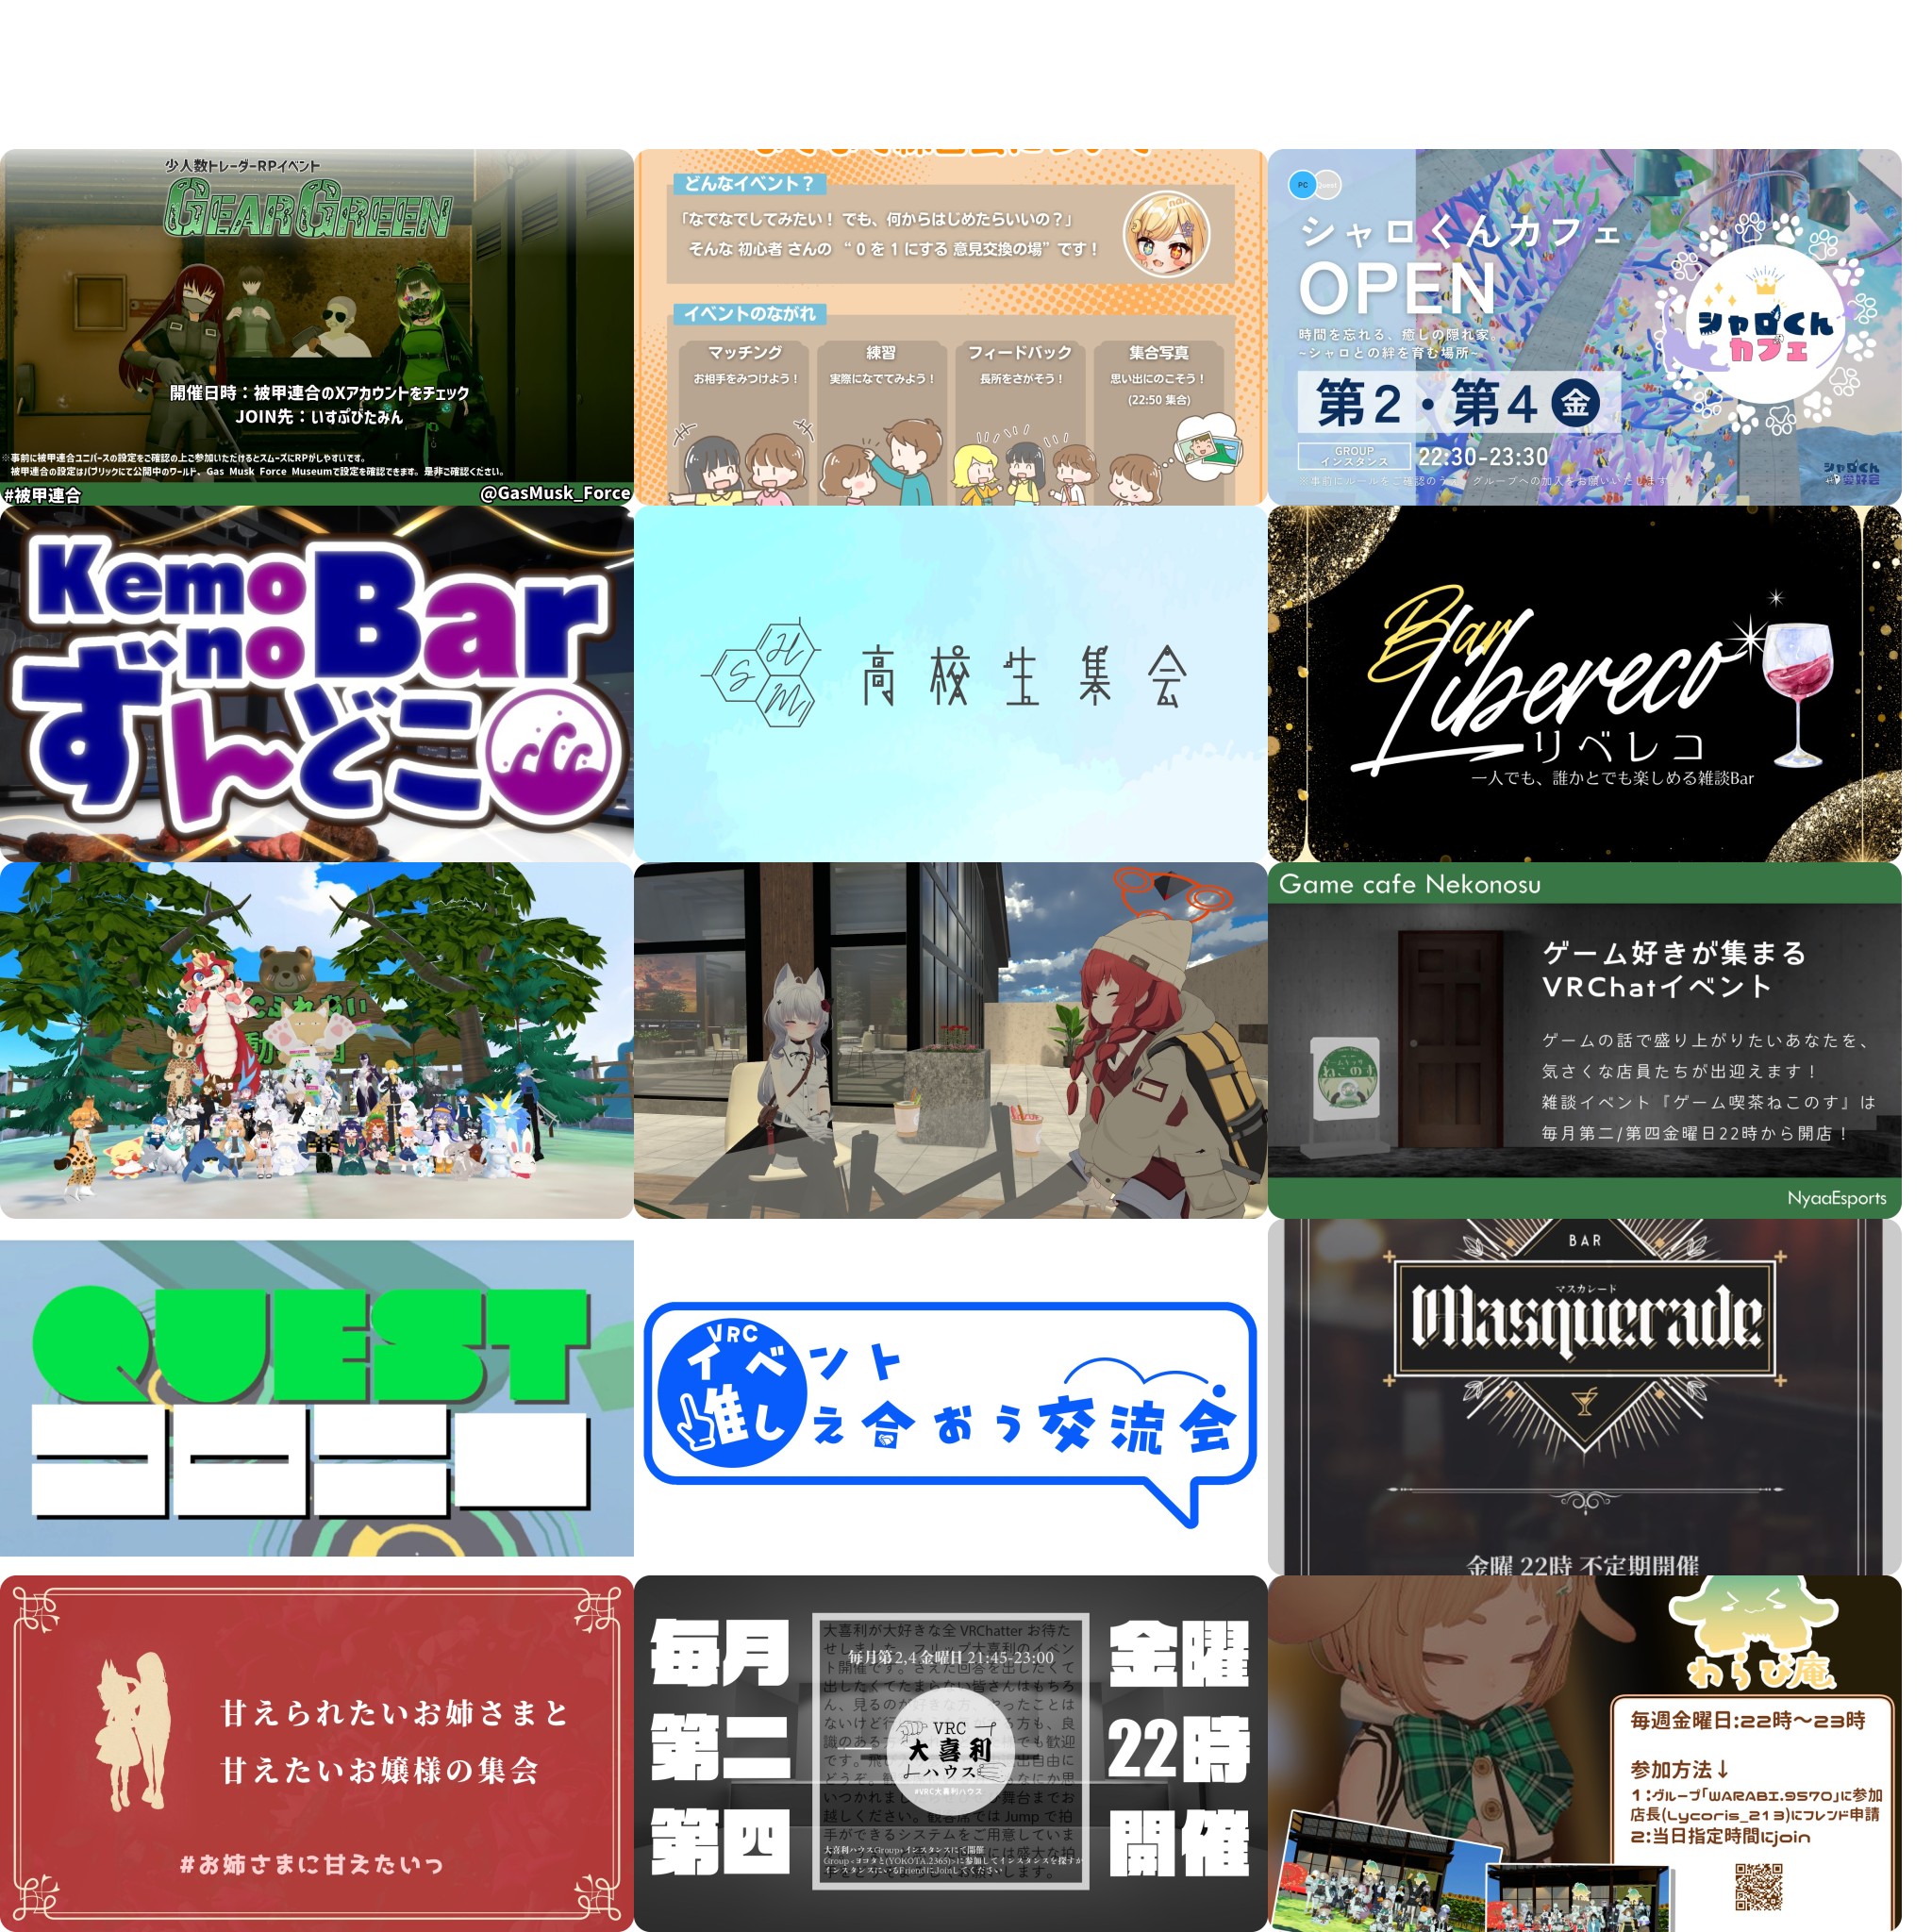 少人数トレーダーRPイベント
GEARGREEN
開催日時：被甲連合のXアカウントをチェック
JOIN先：いすぷびたみん
※事前に被甲連合ユニバースの設定をご確認の上ご参加いただけるとスムーズにRPがしやすいです。
被甲連合の設定はパブリックにて公開中のワールド、Gas Musk Force Museumで設定を確認できます。是非ご確認ください。
#被甲連合
@GasMusk_Force
どんなイベント？
「なでなでしてみたい！ でも、何からはじめたらいいの？」
そんな 初心者 さんの “ 0 を 1 にする 意見交換の場” です！
イベントのながれ
マッチング
お相手をみつけよう！
練習
実際になでてみよう！
フィードバック
長所をさがそう！
集合写真
思い出にのこそう！
(22:50 集合)
PC
Quest
シャロくんカフェ
OPEN
時間を忘れる、癒しの隠れ家。
~シャロとの絆を育む場所~
第2・第4 金
GROUP
インスタンス
22:30-23:30
※事前にルールをご確認のうえ、グループへの加入をお願いいたします
シャロくん
カフェ
シャロくん
愛好会
Kemo
no
Bar
ずんどこ
HSM
高校生集会
Bar
Libereco
リベレコ
一人でも、誰かとでも楽しめる雑談Bar
Game cafe Nekonosu
ゲーム好きが集まる
VRChatイベント
ゲームの話で盛り上がりたいあなたを、
気さくな店員たちが出迎えます！
雑談イベント『ゲーム喫茶ねこのす』は
毎月第二/第四金曜日22時から開店！
ねこのす
NyaaEsports
QUEST
コロニー
VRC
イベント
推し え合おう交流会
BAR
マスカレード
Masquerade
金曜 22時 不定期開催
甘えられたいお姉さまと
甘えたいお嬢様の集会
#お姉さまに甘えたいっ
毎月
第二
第四
金曜
22時
開催
毎月第2,4 金曜日 21:45-23:00
VRC
大喜利
ハウス
#VRC大喜利ハウス
大喜利ハウスGroup+インスタンスにて開催
わらび庵
毎週金曜日:22時～23時
参加方法↓
1:グループ「WARABI.9570」に参加
店長(Lycoris_213)にフレンド申請
2:当日指定時間にjoin